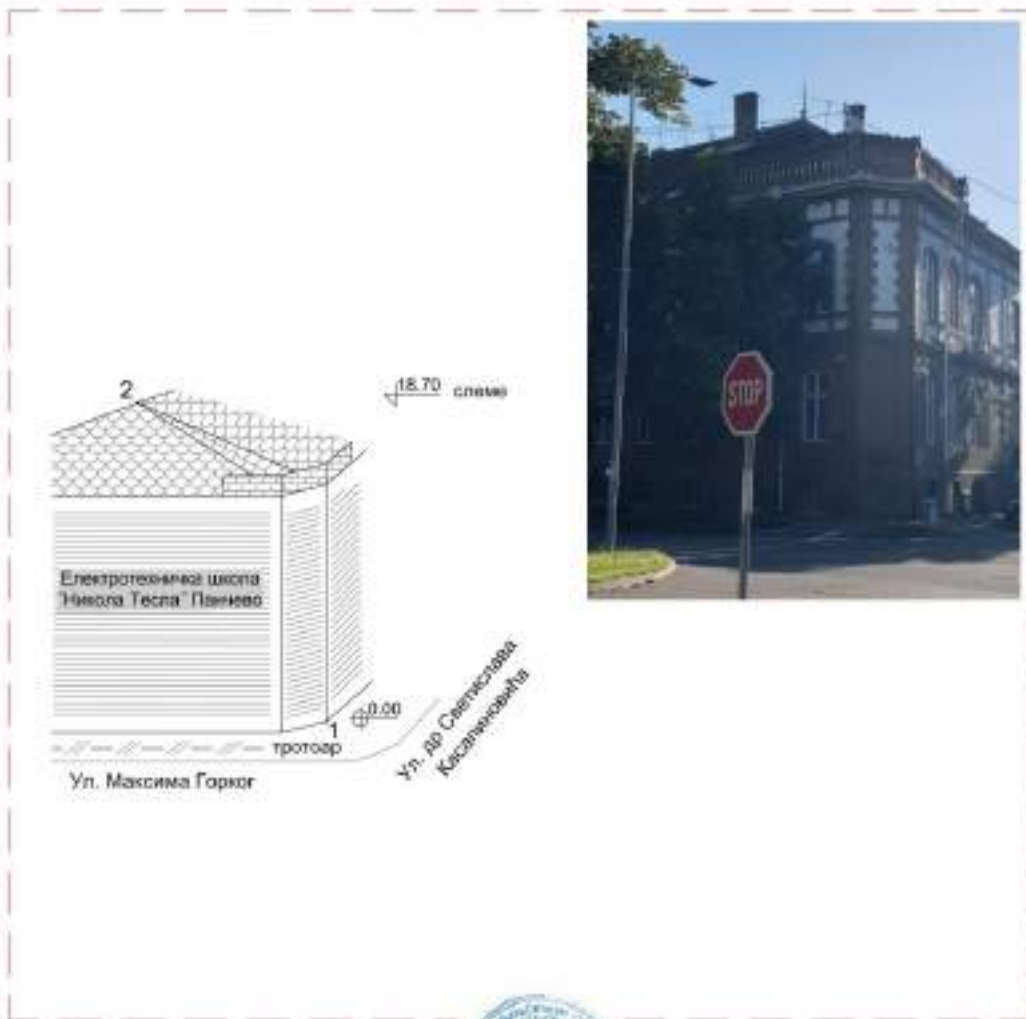 2
18.70 слеме
Електротехничка школа
"Никола Тесла" Панчево
0.00
1
тротоар
Ул. др Светислава
Касапиновића
Ул. Максима Горког
STOP